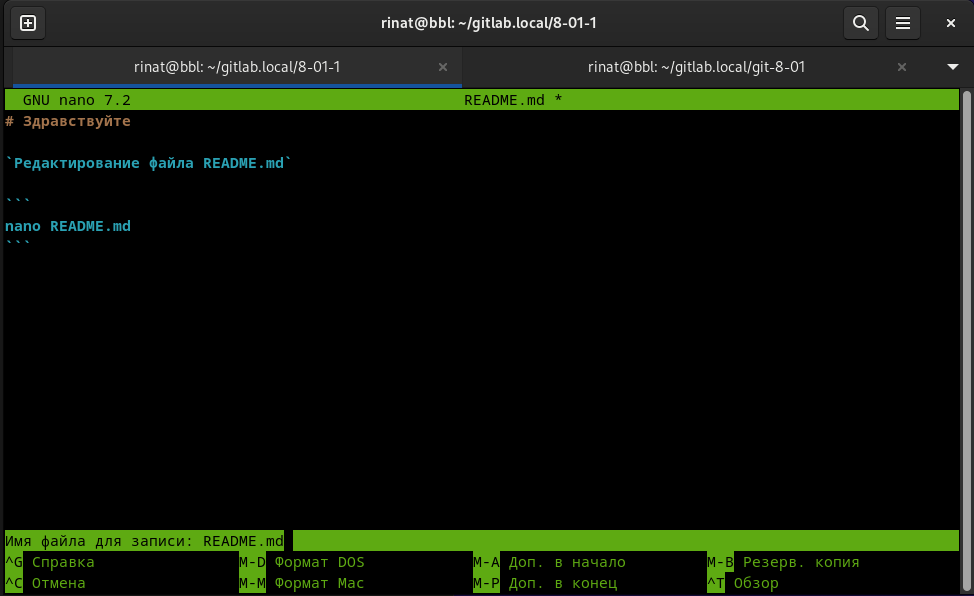 rinat@bbl: ~/gitlab.local/8-01-1
rinat@bbl: ~/gitlab.local/8-01-1 × rinat@bbl: ~/gitlab.local/git-8-01 ×
GNU nano 7.2 README.md *
# Здравствуйте
`Редактирование файла README.md`
```
nano README.md
```
Имя файла для записи: README.md
^G Справка M-D Формат DOS M-A Доп. в начало M-B Резерв. копия
^C Отмена M-M Формат Mac M-P Доп. в конец ^T Обзор